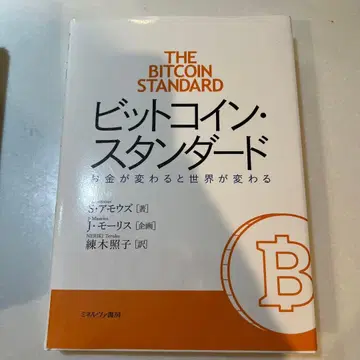 THE
BITCOIN
STANDARD
ビットコイン・
スタンダード
お金が変わると世界が変わる
S・アモウズ［著］
J・モーリス［企画］
NERIKI Teruko
練木照子［訳］
ミネルヴァ書房